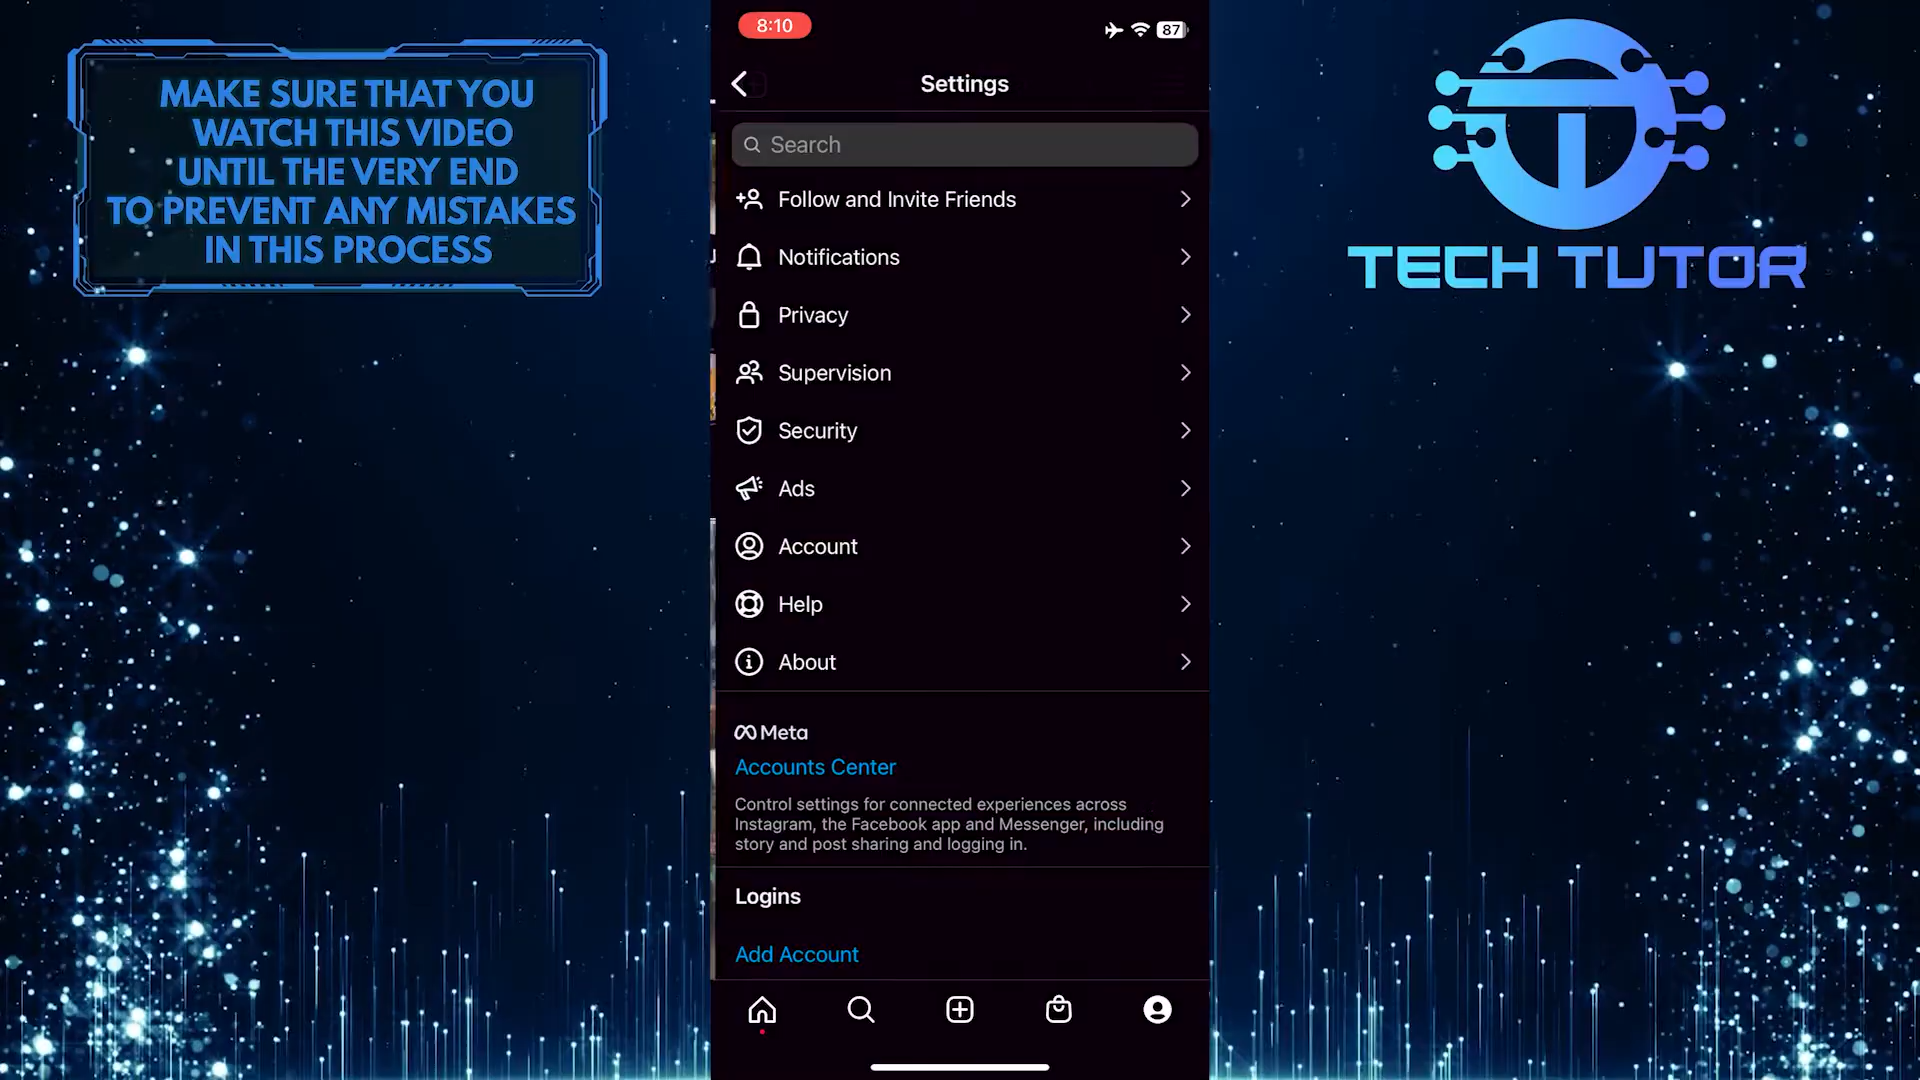 MAKE SURE THAT YOU
WATCH THIS VIDEO
UNTIL THE VERY END
TO PREVENT ANY MISTAKES
IN THIS PROCESS
8:10
87
Settings
Search
Follow and Invite Friends
Notifications
Privacy
Supervision
Security
Ads
Account
Help
About
Meta
Accounts Center
Control settings for connected experiences across
Instagram, the Facebook app and Messenger, including
story and post sharing and logging in.
Logins
Add Account
TECH TUTOR